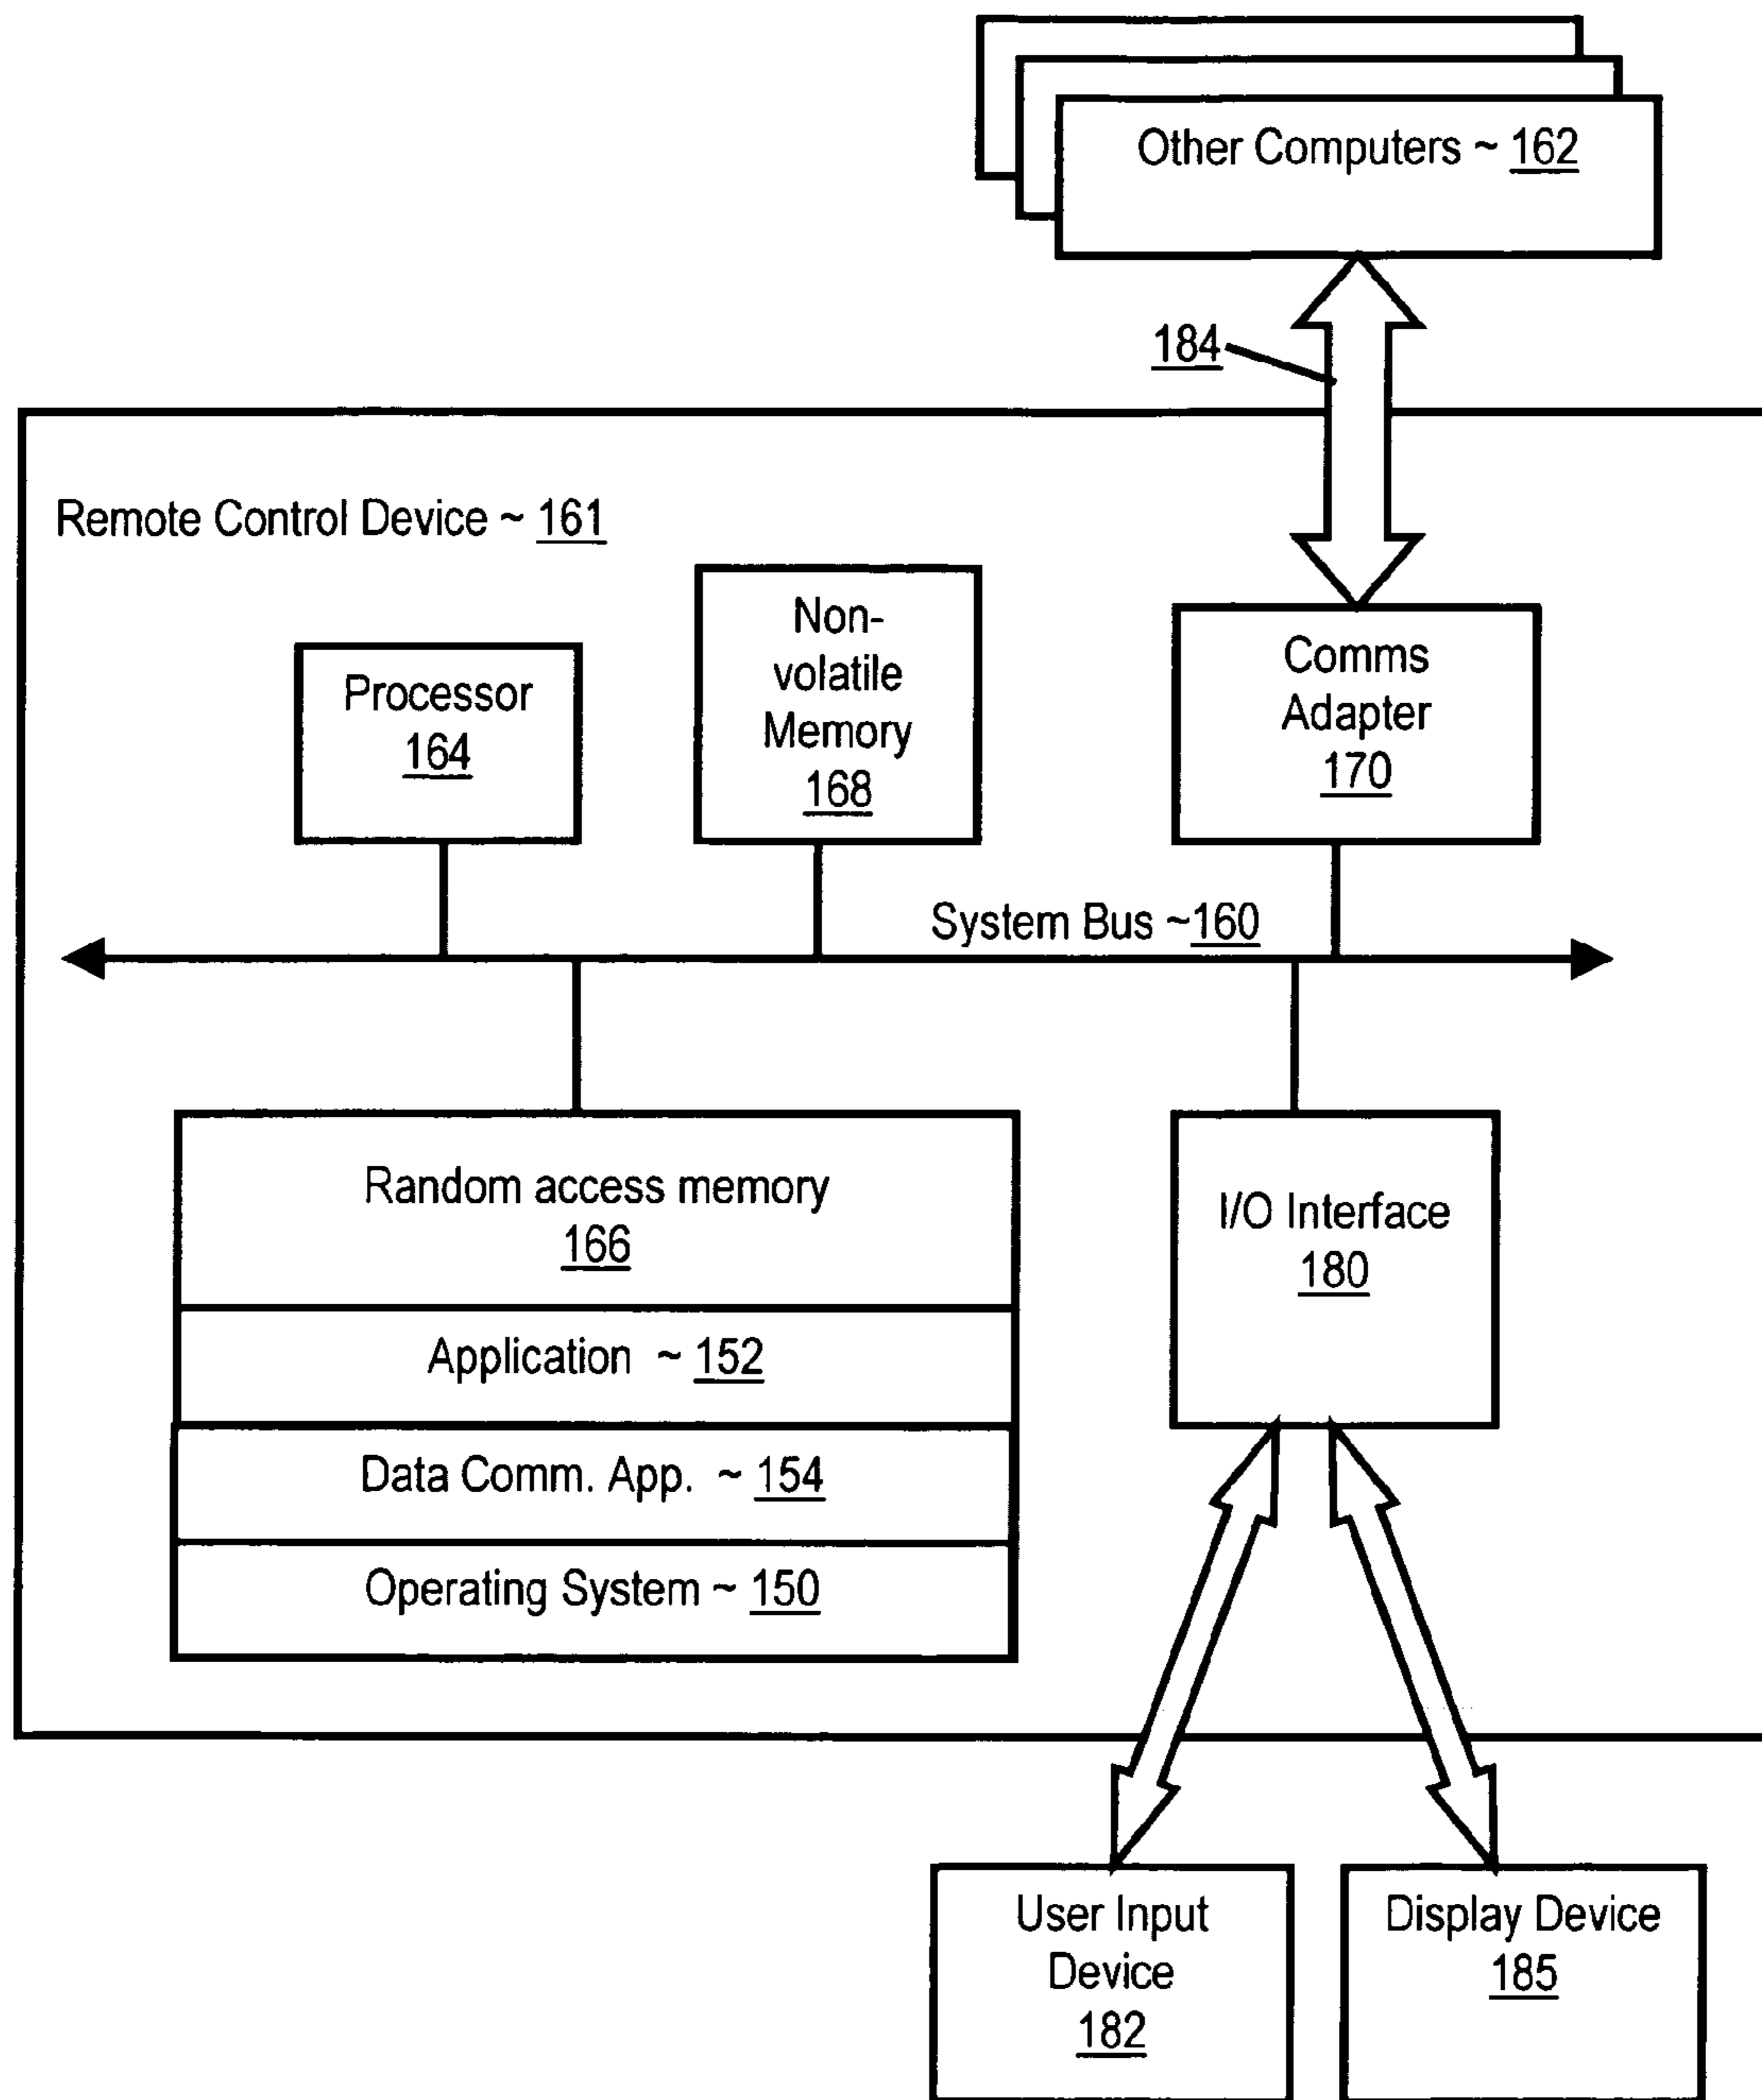 Other Computers ~ 162
184
Remote Control Device ~ 161
Processor
164
Non-
volatile
Memory
168
Comms
Adapter
170
System Bus ~160
Random access memory
166
Application ~ 152
Data Comm. App. ~ 154
Operating System ~ 150
I/O Interface
180
User Input
Device
182
Display Device
185